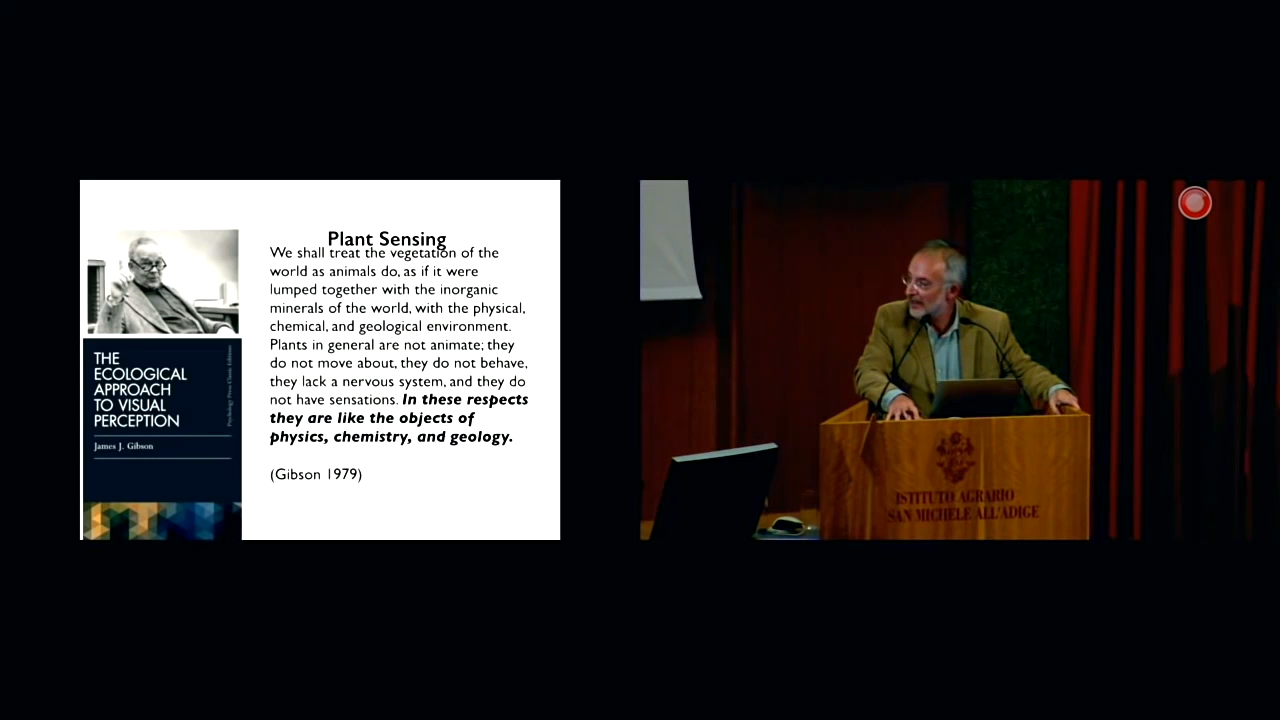 Plant Sensing
We shall treat the vegetation of the
world as animals do, as if it were
lumped together with the inorganic
minerals of the world, with the physical,
chemical, and geological environment.
Plants in general are not animate; they
do not move about, they do not behave,
they lack a nervous system, and they do
not have sensations. In these respects
they are like the objects of
physics, chemistry, and geology.
(Gibson 1979)
THE
ECOLOGICAL
APPROACH
TO VISUAL
PERCEPTION
James J. Gibson
Psychology Press Classic Editions
ISTITUTO AGRARIO
SAN MICHELE ALL'ADIGE